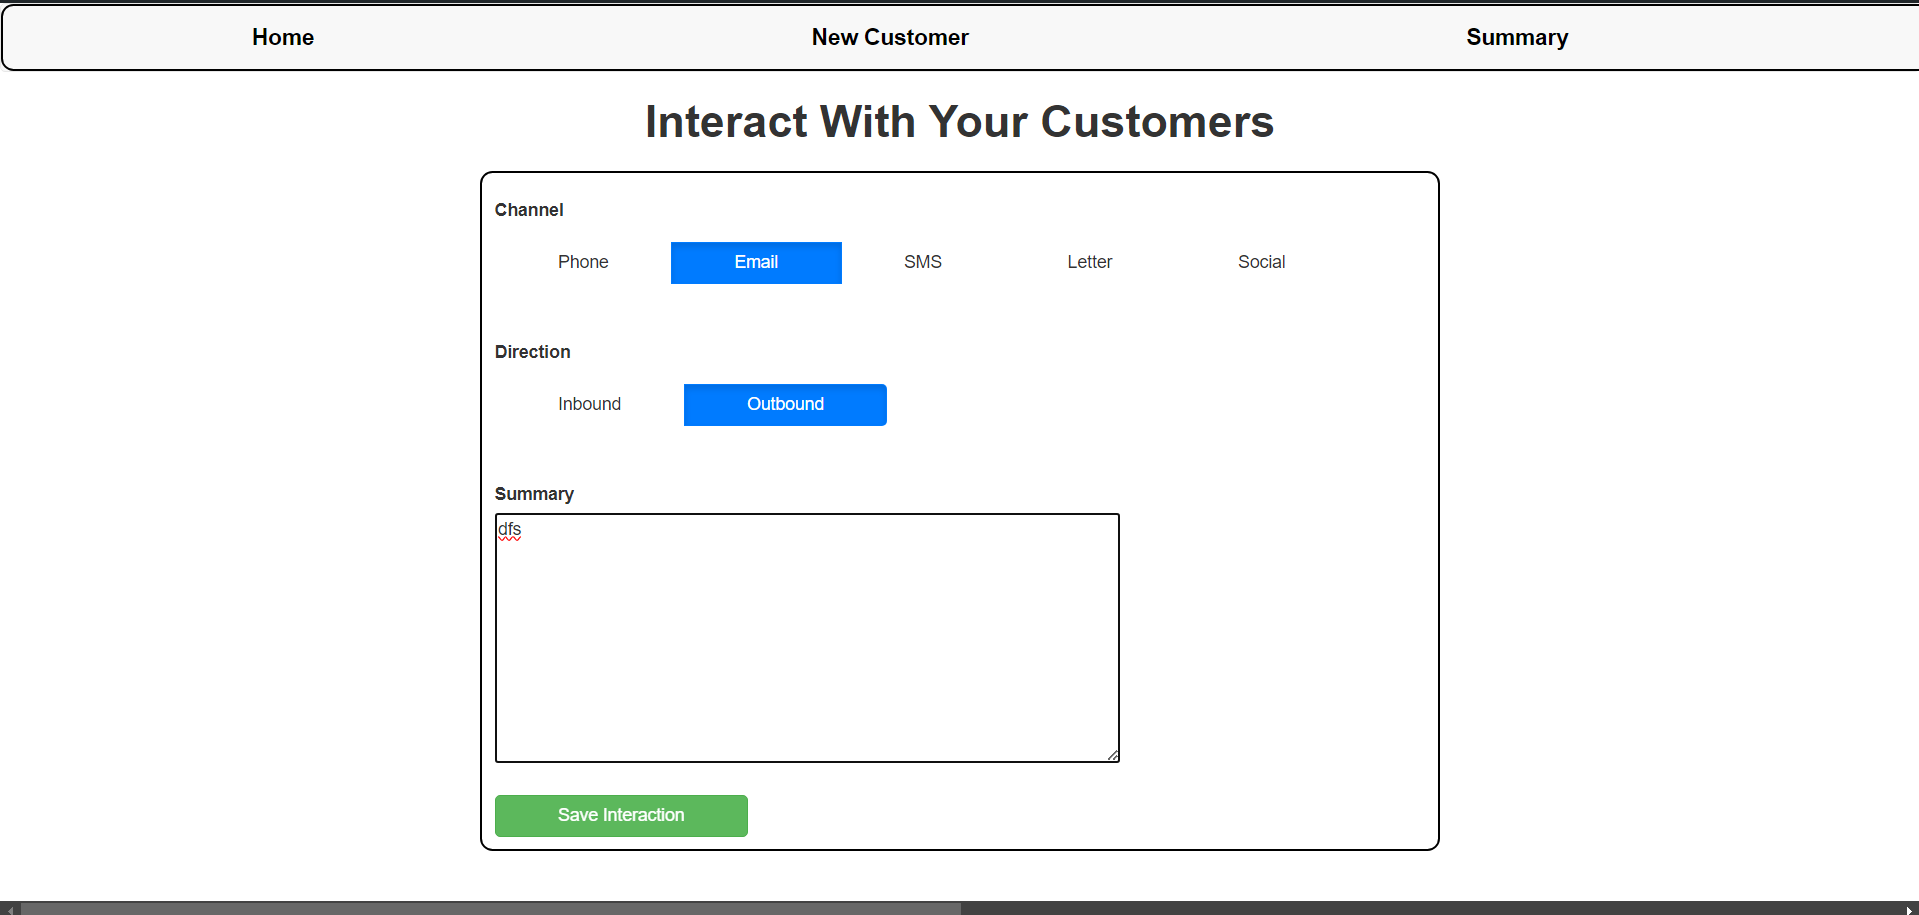 Home New Customer Summary
Interact With Your Customers
Channel
Phone Email SMS Letter Social
Direction
Inbound Outbound
Summary
dfs
Save Interaction